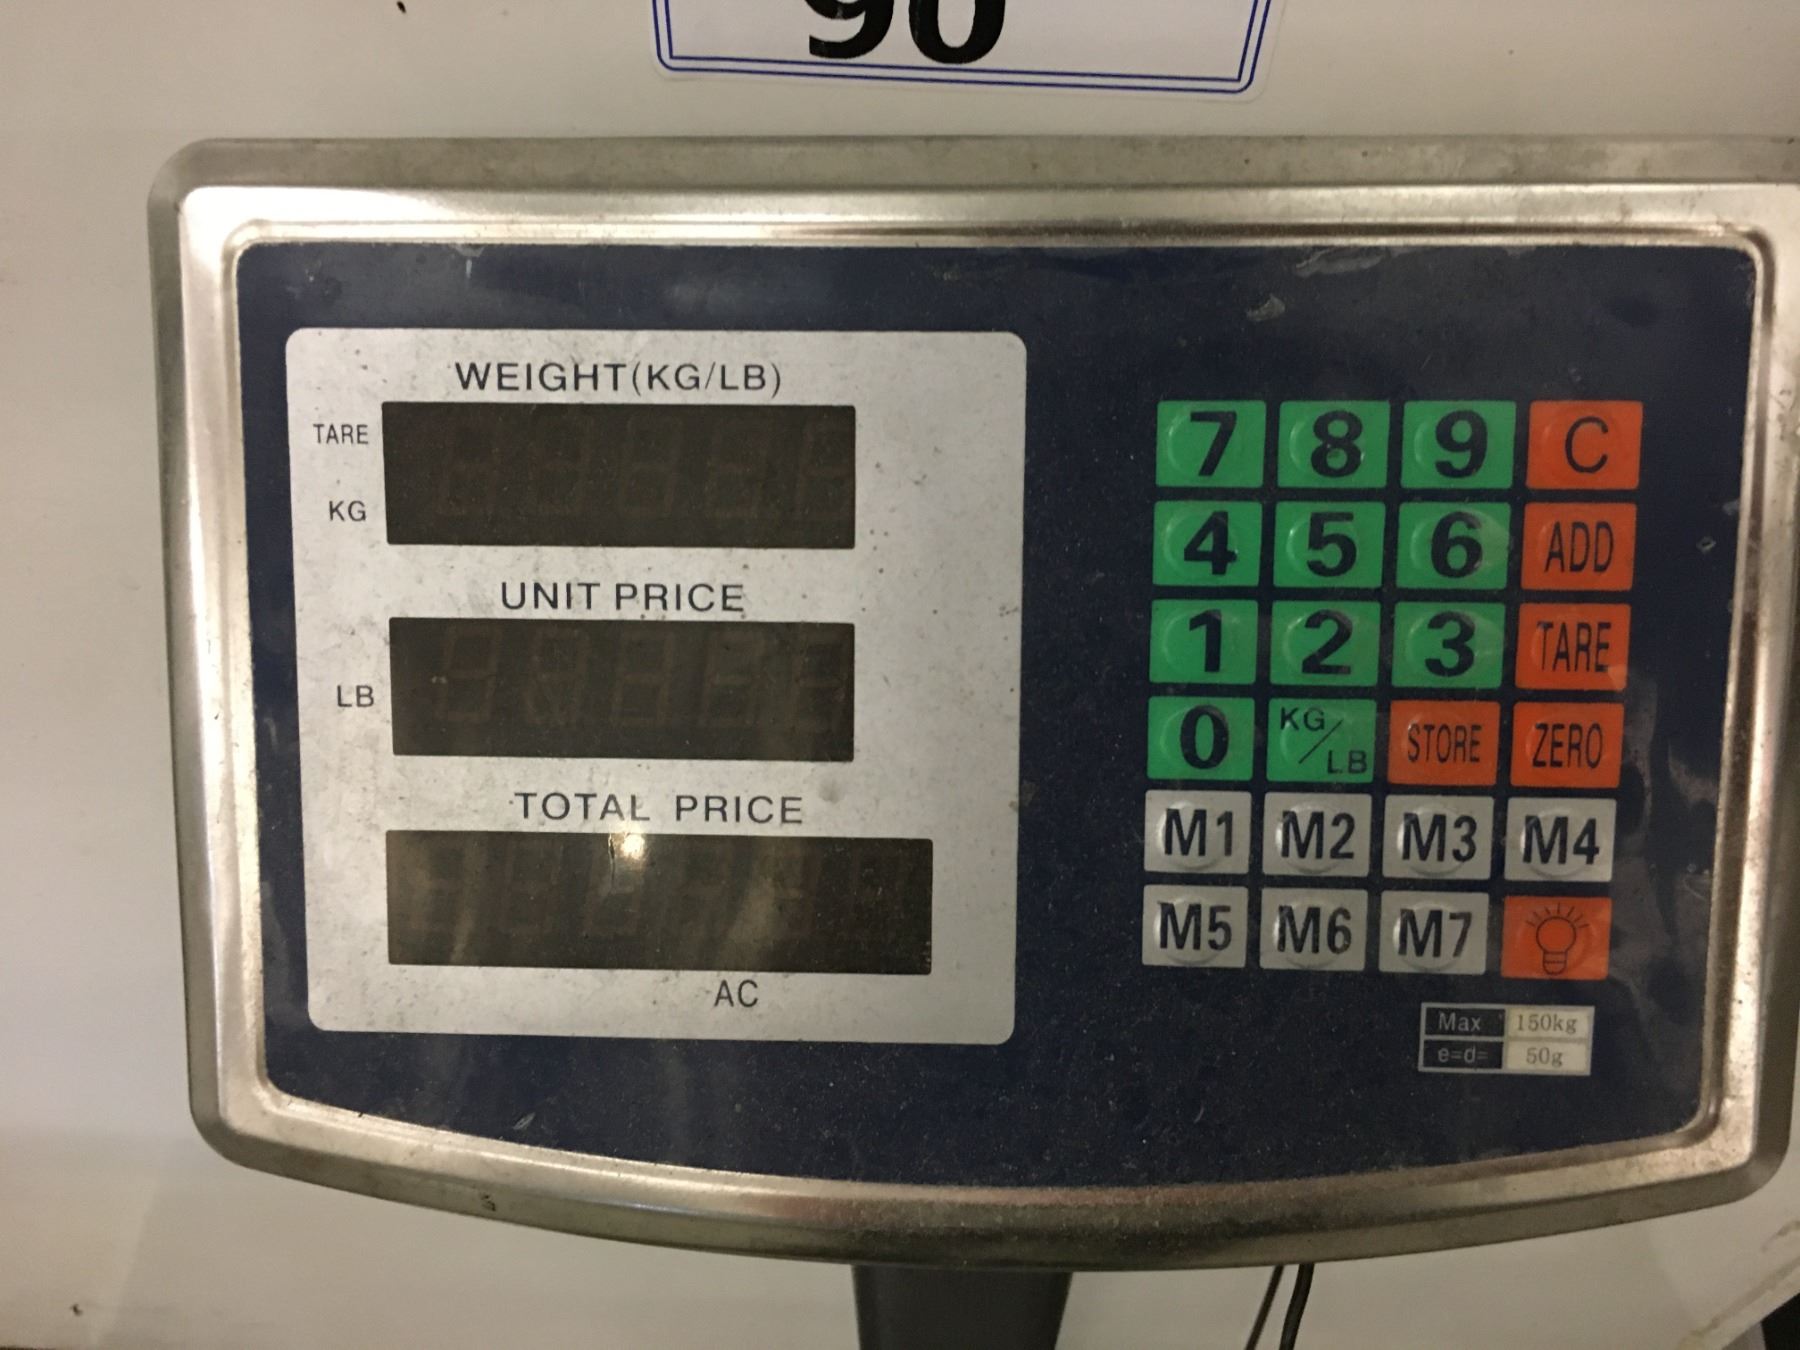 90
WEIGHT(KG/LB)
TARE
KG
UNIT PRICE
LB
TOTAL PRICE
AC
7 8 9 C
4 5 6 ADD
1 2 3 TARE
0 KG/LB STORE ZERO
M1 M2 M3 M4
M5 M6 M7
Max 150kg
e=d= 50g